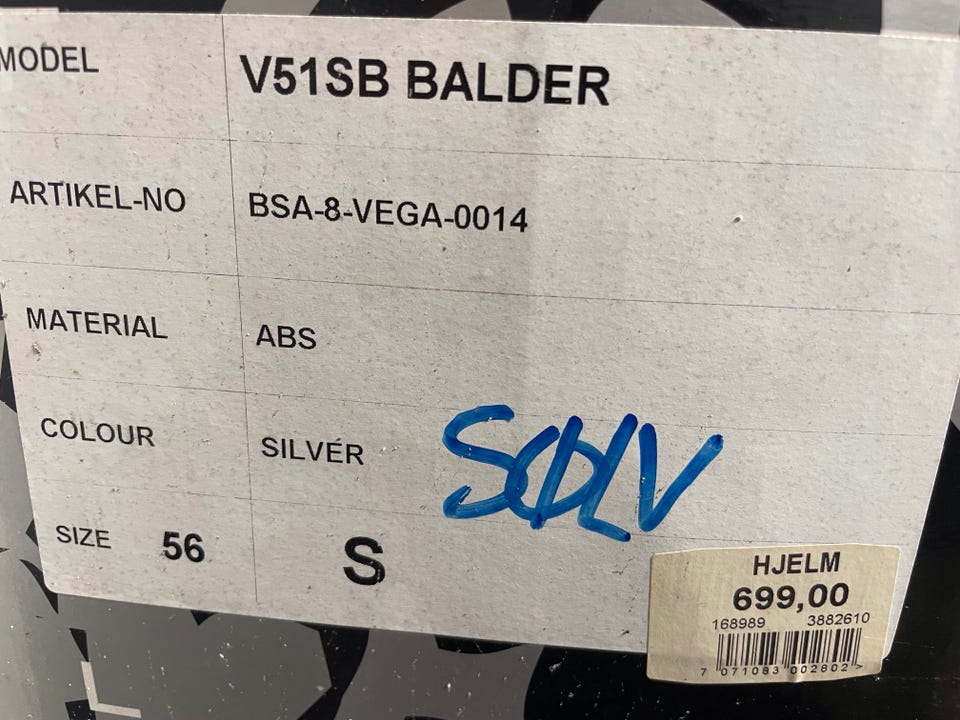 MODEL V51SB BALDER
ARTIKEL-NO BSA-8-VEGA-0014
MATERIAL ABS
COLOUR SILVER SØLV
SIZE 56 S
HJELM
699,00
168989 3882610
7 071083 002802 >